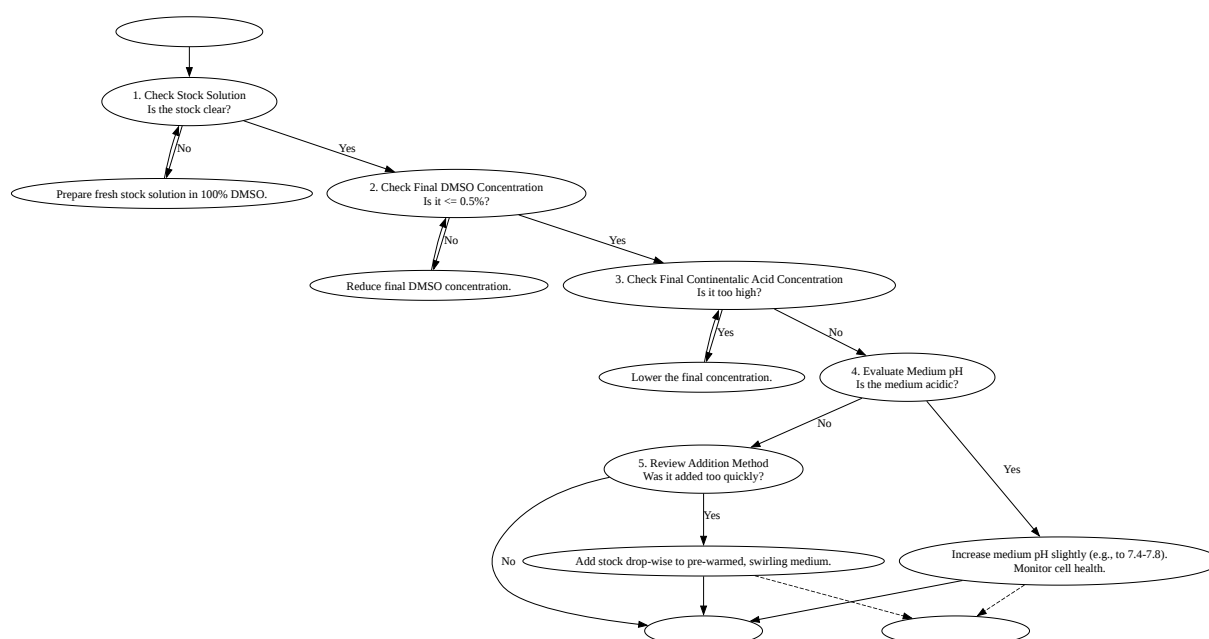 1. Check Stock Solution
Is the stock clear?
No
Yes
Prepare fresh stock solution in 100% DMSO.
2. Check Final DMSO Concentration
Is it <= 0.5%?
No
Yes
Reduce final DMSO concentration.
3. Check Final Continentalic Acid Concentration
Is it too high?
Yes
No
Lower the final concentration.
4. Evaluate Medium pH
Is the medium acidic?
No
Yes
5. Review Addition Method
Was it added too quickly?
Yes
No
Add stock drop-wise to pre-warmed, swirling medium.
Increase medium pH slightly (e.g., to 7.4-7.8).
Monitor cell health.